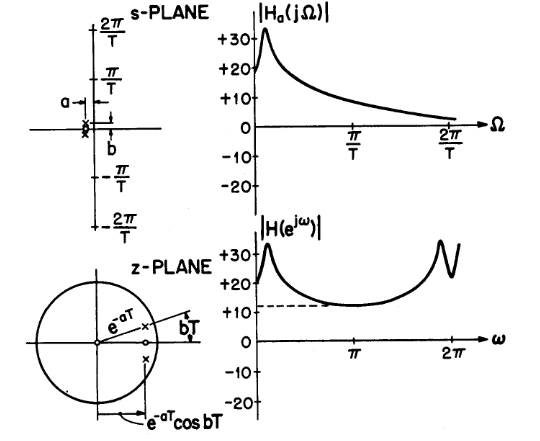 s-PLANE
2π/T
π/T
a
b
-π/T
-2π/T
|Hₐ(jΩ)|
+30
+20
+10
0
-10
-20
π/T
2π/T
Ω
z-PLANE
e^-aT
bT
e^-aT cos bT
|H(e^jω)|
+30
+20
+10
0
-10
-20
π
2π
ω